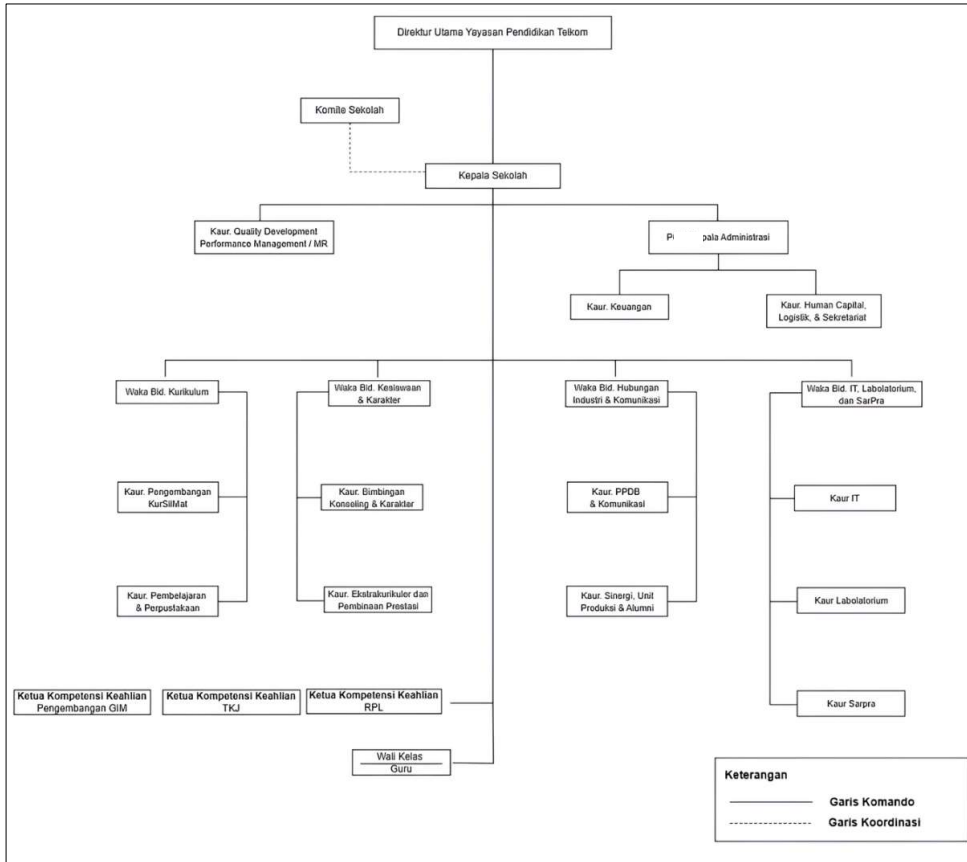 Direktur Utama Yayasan Pendidikan Telkom
Komite Sekolah
Kepala Sekolah
Kaur. Quality Development
Performance Management / MR
Administrasi
Kaur. Keuangan
Kaur. Human Capital,
Logistik, & Sekretariat
Waka Bid. Kurikulum
Waka Bid. Kesiswaan
& Karakter
Waka Bid. Hubungan
Industri & Komunikasi
Waka Bid. IT, Labolatorium,
dan SarPra
Kaur. Pengembangan
KurSilMat
Kaur. Bimbingan
Konseling & Karakter
Kaur. PPDB
& Komunikasi
Kaur IT
Kaur. Pembelajaran
& Perpustakaan
Kaur. Ekstrakurikuler dan
Pembinaan Prestasi
Kaur. Sinergi, Unit
Produksi & Alumni
Kaur Labolatorium
Ketua Kompetensi Keahlian
Pengembangan GIM
Ketua Kompetensi Keahlian
TKJ
Ketua Kompetensi Keahlian
RPL
Kaur Sarpra
Wali Kelas
Guru
Keterangan
Garis Komando
Garis Koordinasi